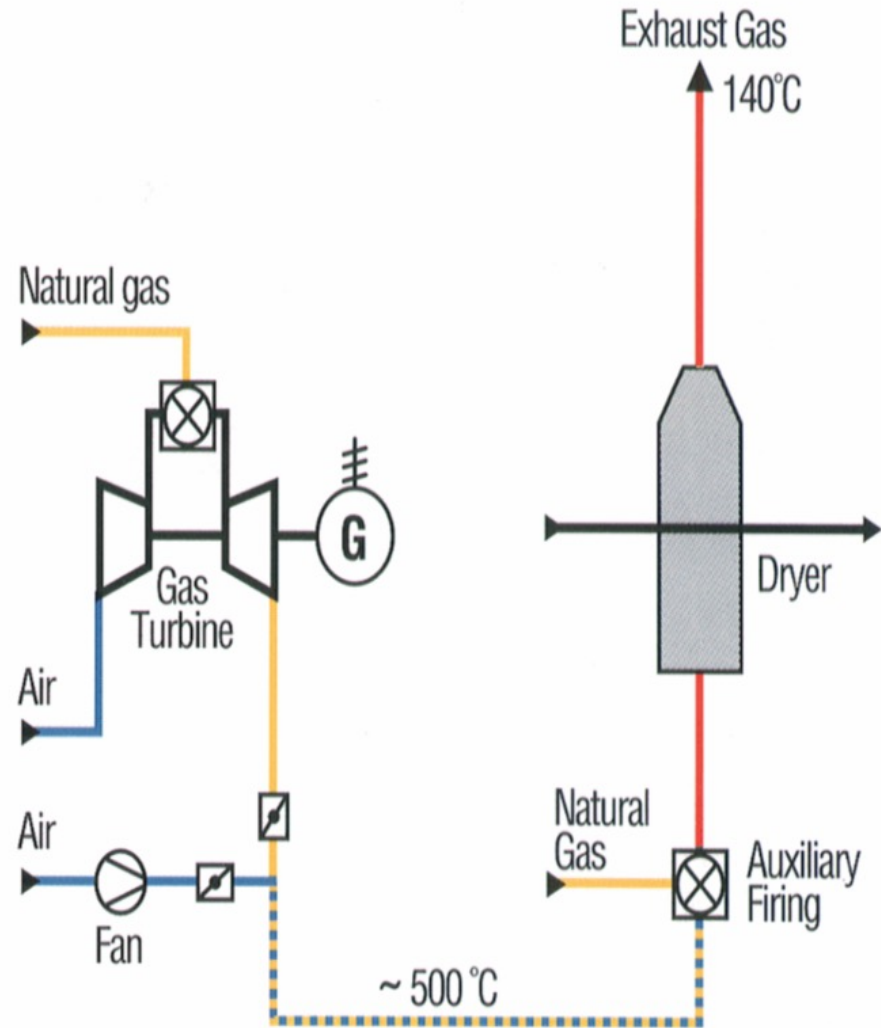 Exhaust Gas
140°C
Natural gas
G
Gas
Turbine
Dryer
Air
Air
Fan
Natural
Gas
Auxiliary
Firing
~ 500 °C